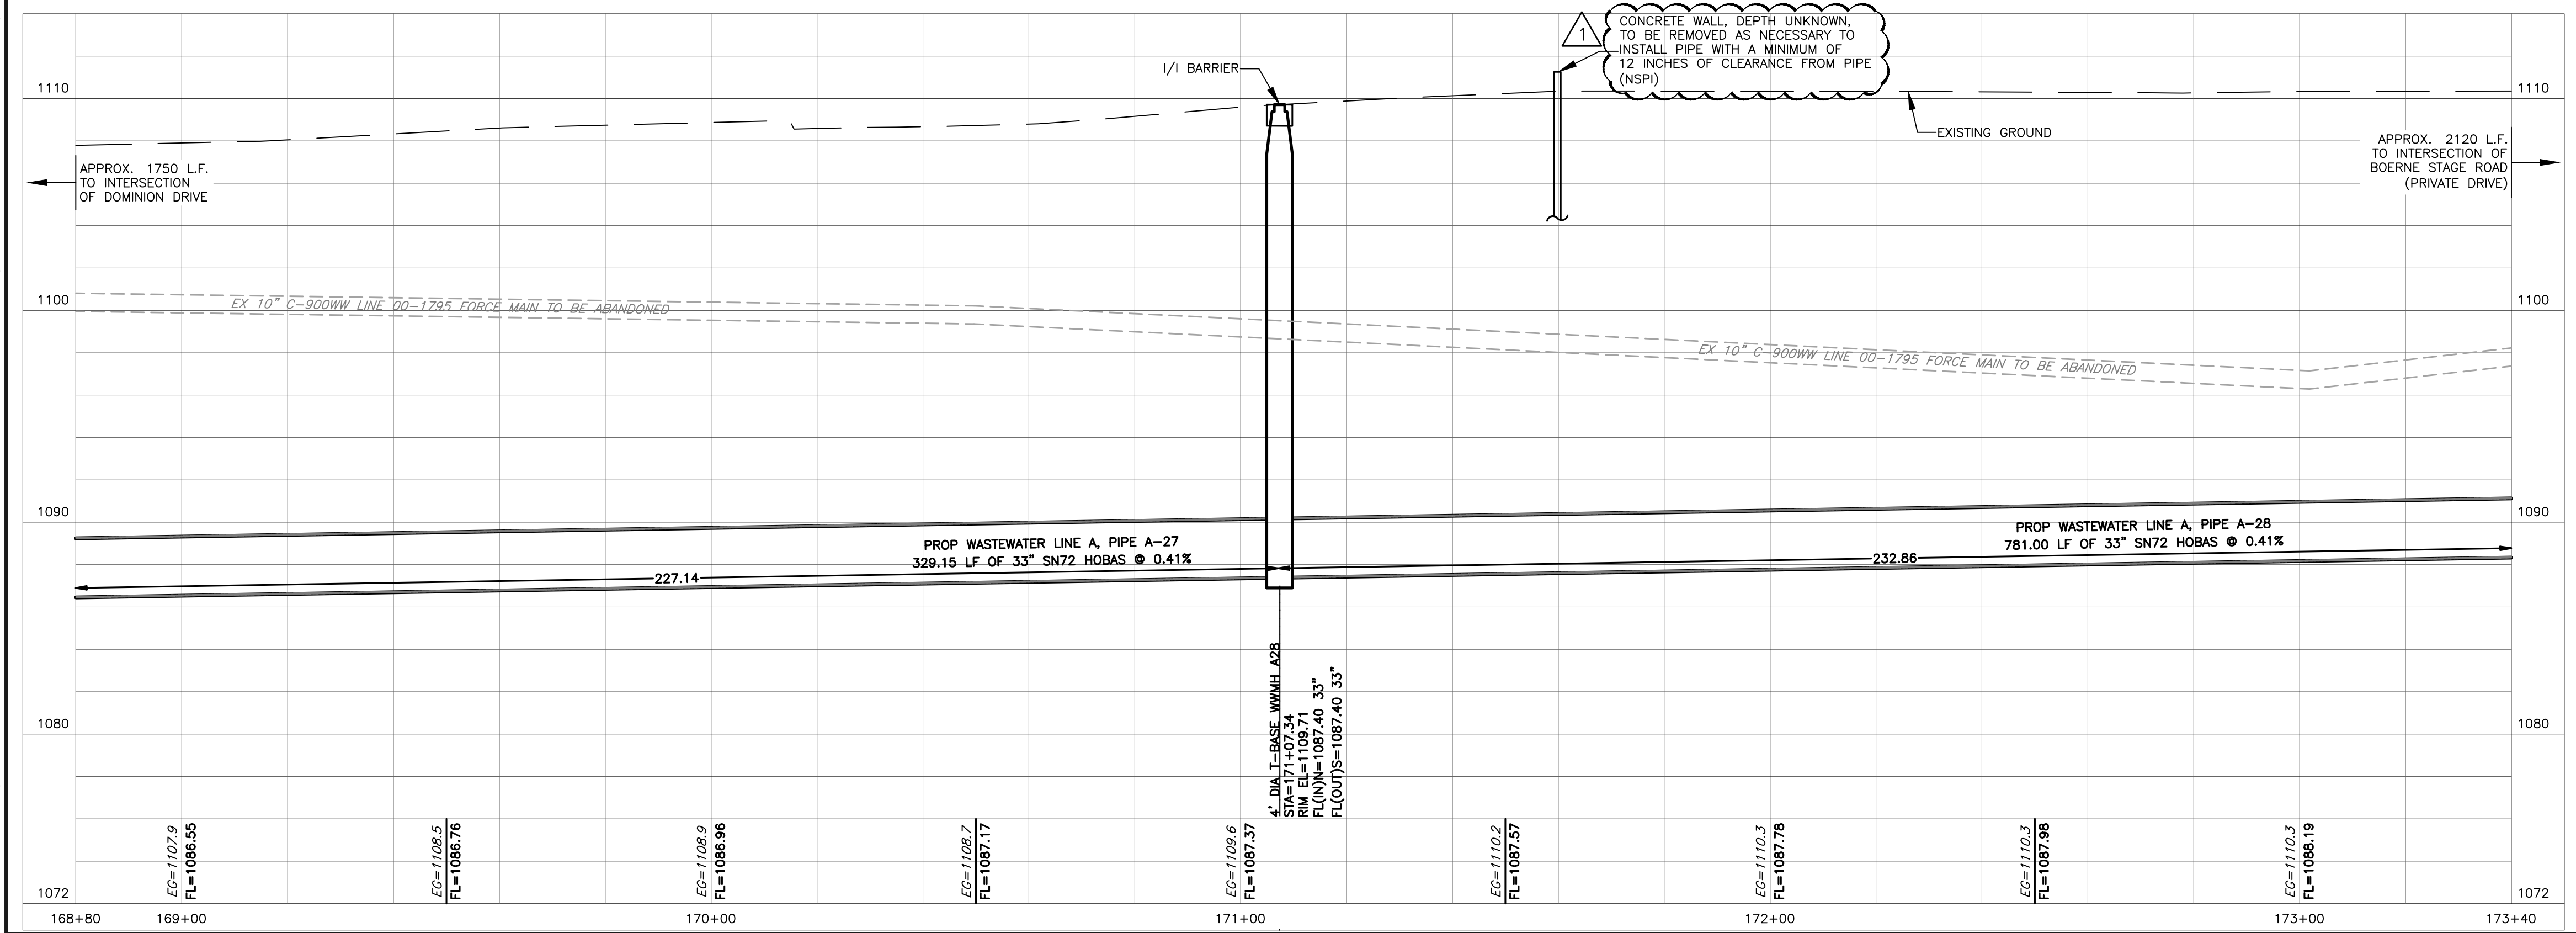 CONCRETE WALL, DEPTH UNKNOWN,
TO BE REMOVED AS NECESSARY TO
INSTALL PIPE WITH A MINIMUM OF
12 INCHES OF CLEARANCE FROM PIPE
(NSPI)
1
I/I BARRIER
1110
1110
EXISTING GROUND
APPROX. 1750 L.F.
TO INTERSECTION
OF DOMINION DRIVE
APPROX. 2120 L.F.
TO INTERSECTION OF
BOERNE STAGE ROAD
(PRIVATE DRIVE)
1100
1100
EX 10" C-900WW LINE 00-1795 FORCE MAIN TO BE ABANDONED
EX 10" C-900WW LINE 00-1795 FORCE MAIN TO BE ABANDONED
1090
1090
PROP WASTEWATER LINE A, PIPE A-27
329.15 LF OF 33" SN72 HOBAS @ 0.41%
PROP WASTEWATER LINE A, PIPE A-28
781.00 LF OF 33" SN72 HOBAS @ 0.41%
227.14
232.86
4' DIA T-BASE WWMH A28
STA=171+07.34
RIM EL=1109.71
FL(IN)N=1087.40 33"
FL(OUT)S=1087.40 33"
1080
1080
EG=1107.9
FL=1086.55
EG=1108.5
FL=1086.76
EG=1108.9
FL=1086.96
EG=1108.7
FL=1087.17
EG=1109.6
FL=1087.37
EG=1110.2
FL=1087.57
EG=1110.3
FL=1087.78
EG=1110.3
FL=1087.98
EG=1110.3
FL=1088.19
1072
1072
168+80
169+00
170+00
171+00
172+00
173+00
173+40